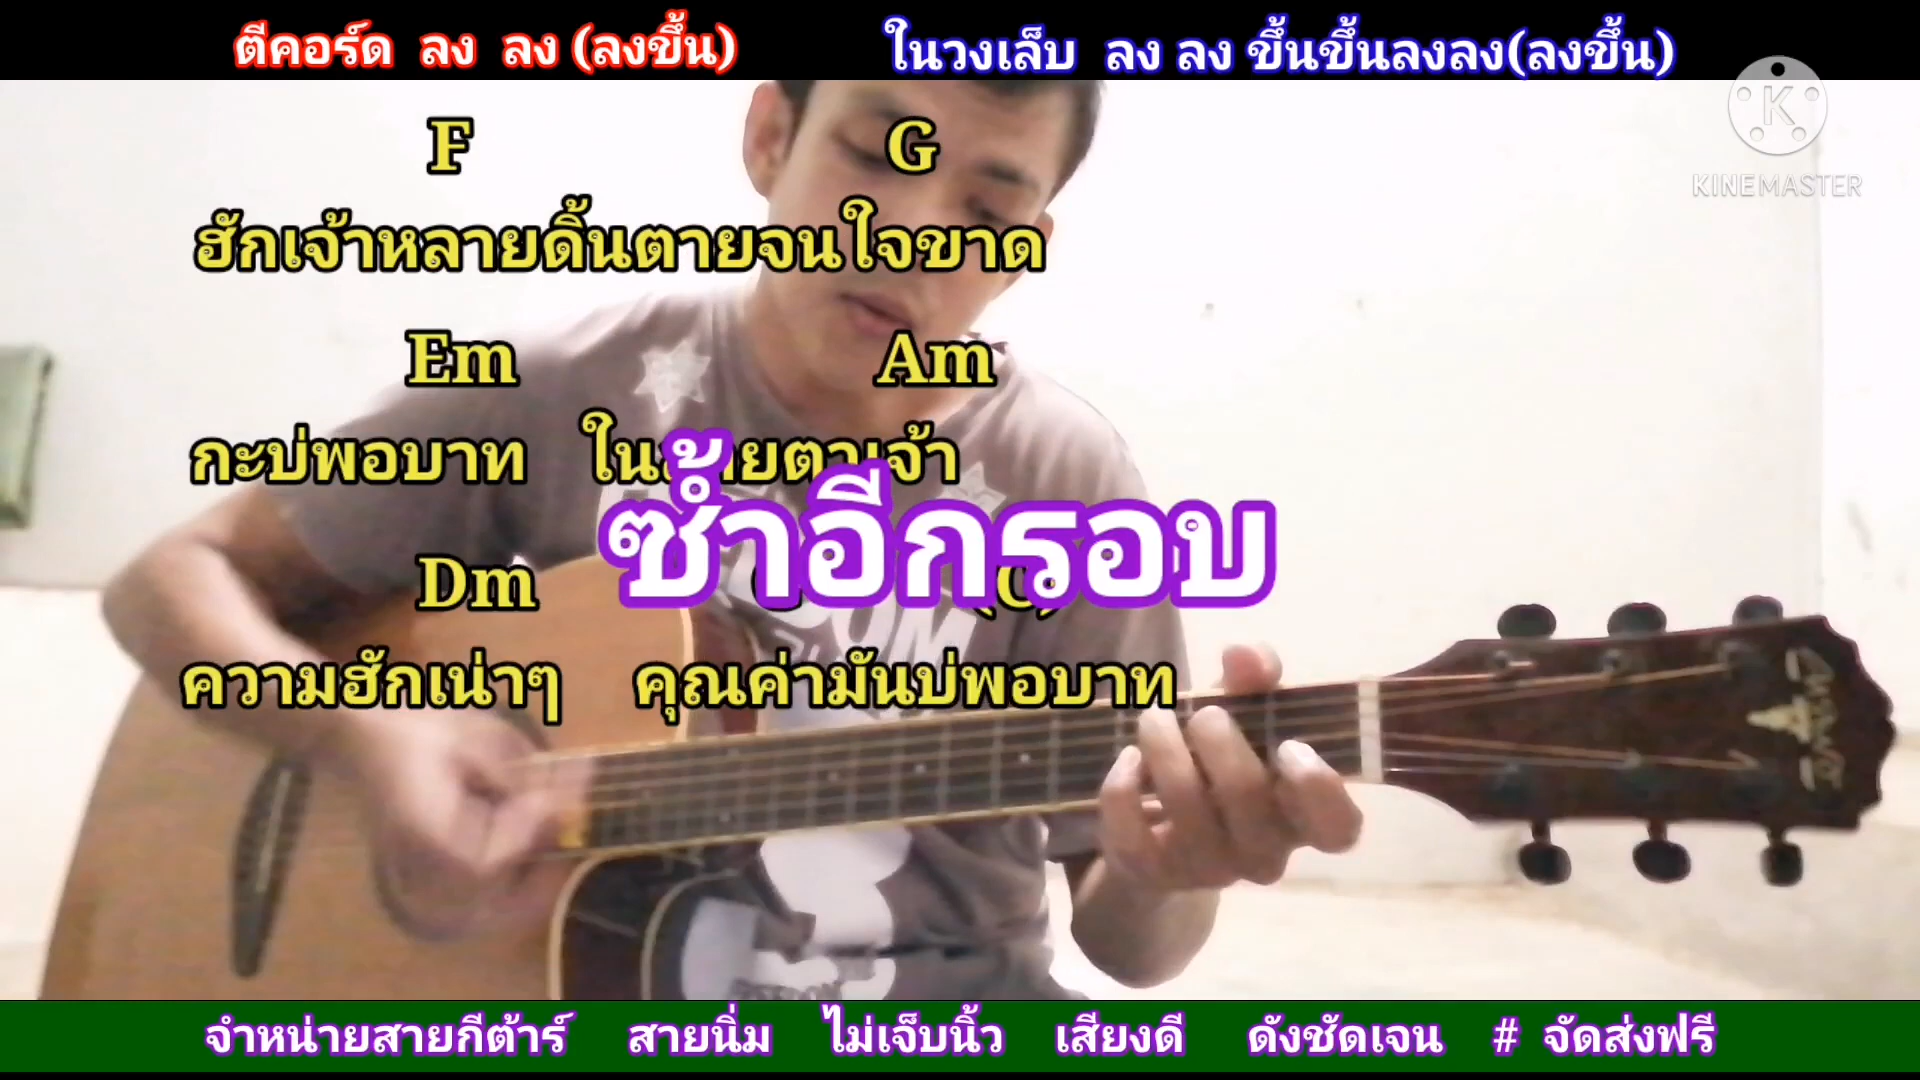 ตีคอร์ด ลง ลง (ลงขึ้น)
ในวงเล็บ ลง ลง ขึ้นขึ้นลงลง(ลงขึ้น)
K
KINEMASTER
F G
ฮักเจ้าหลายดิ้นตายจนใจขาด
Em Am
กะบ่พอบาท ในสายตาเจ้า
ซ้ำอีกรอบ
Dm
ความฮักเน่าๆ คุณค่ามันบ่พอบาท
จำหน่ายสายกีต้าร์ สายนิ่ม ไม่เจ็บนิ้ว เสียงดี ดังชัดเจน # จัดส่งฟรี